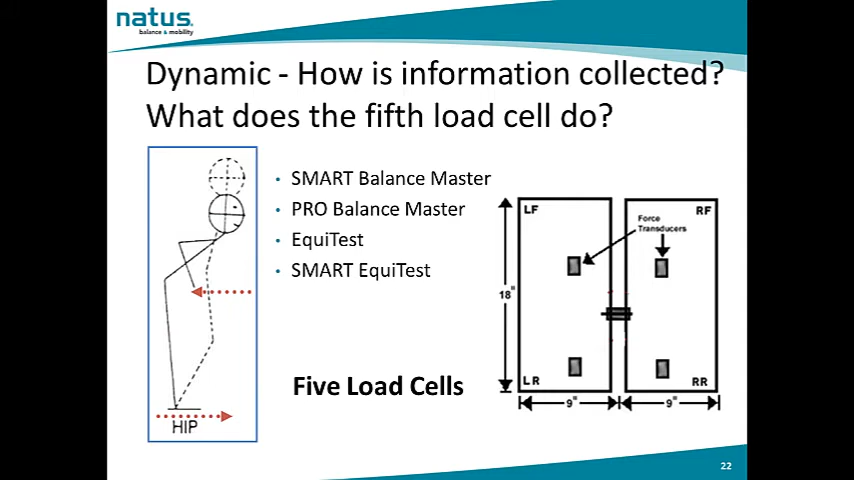 natus®
balance & mobility
Dynamic - How is information collected?
What does the fifth load cell do?
• SMART Balance Master
• PRO Balance Master
• EquiTest
• SMART EquiTest
Five Load Cells
HIP
LF
RF
Force
Transducers
18"
LR
RR
9"
9"
22